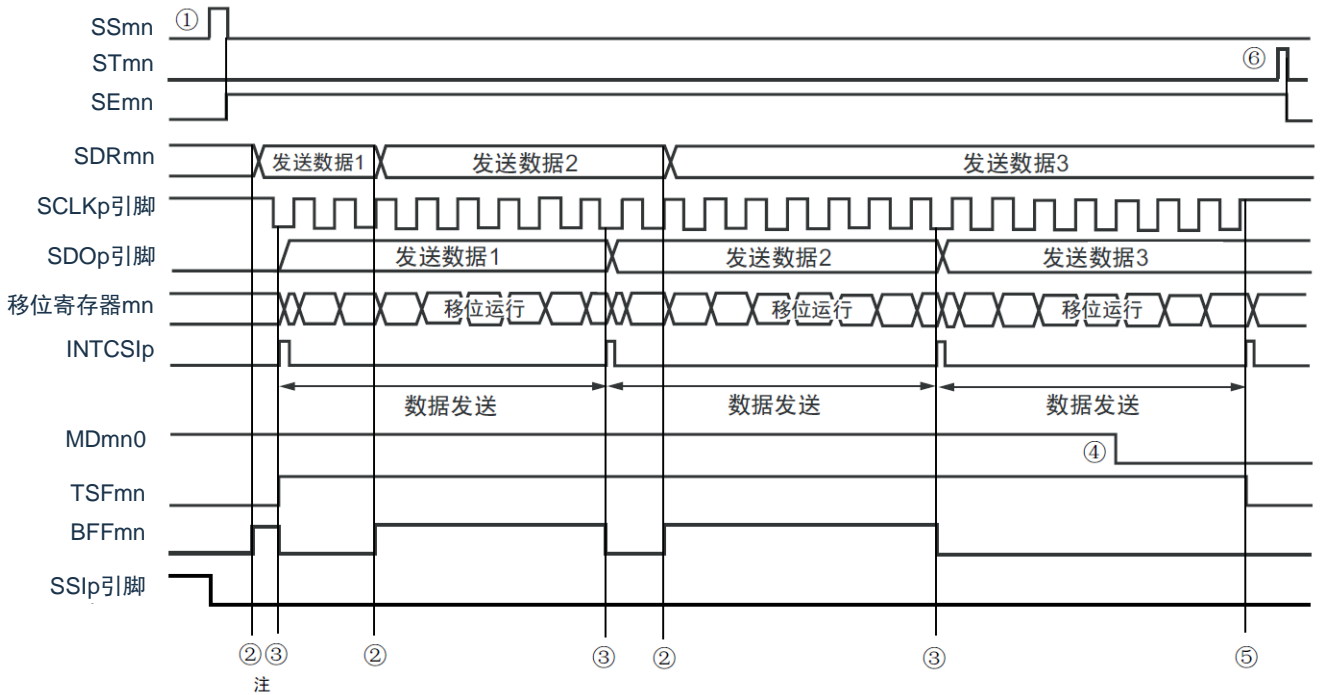 SSmn ①
STmn ⑥
SEmn
SDRmn 发送数据1 发送数据2 发送数据3
SCLKp引脚
SDOp引脚 发送数据1 发送数据2 发送数据3
移位寄存器mn 移位运行 移位运行 移位运行
INTCSIp
数据发送 数据发送 数据发送
MDmn0 ④
TSFmn
BFFmn
SSIp引脚
② ③ ② ③ ② ③ ⑤
注